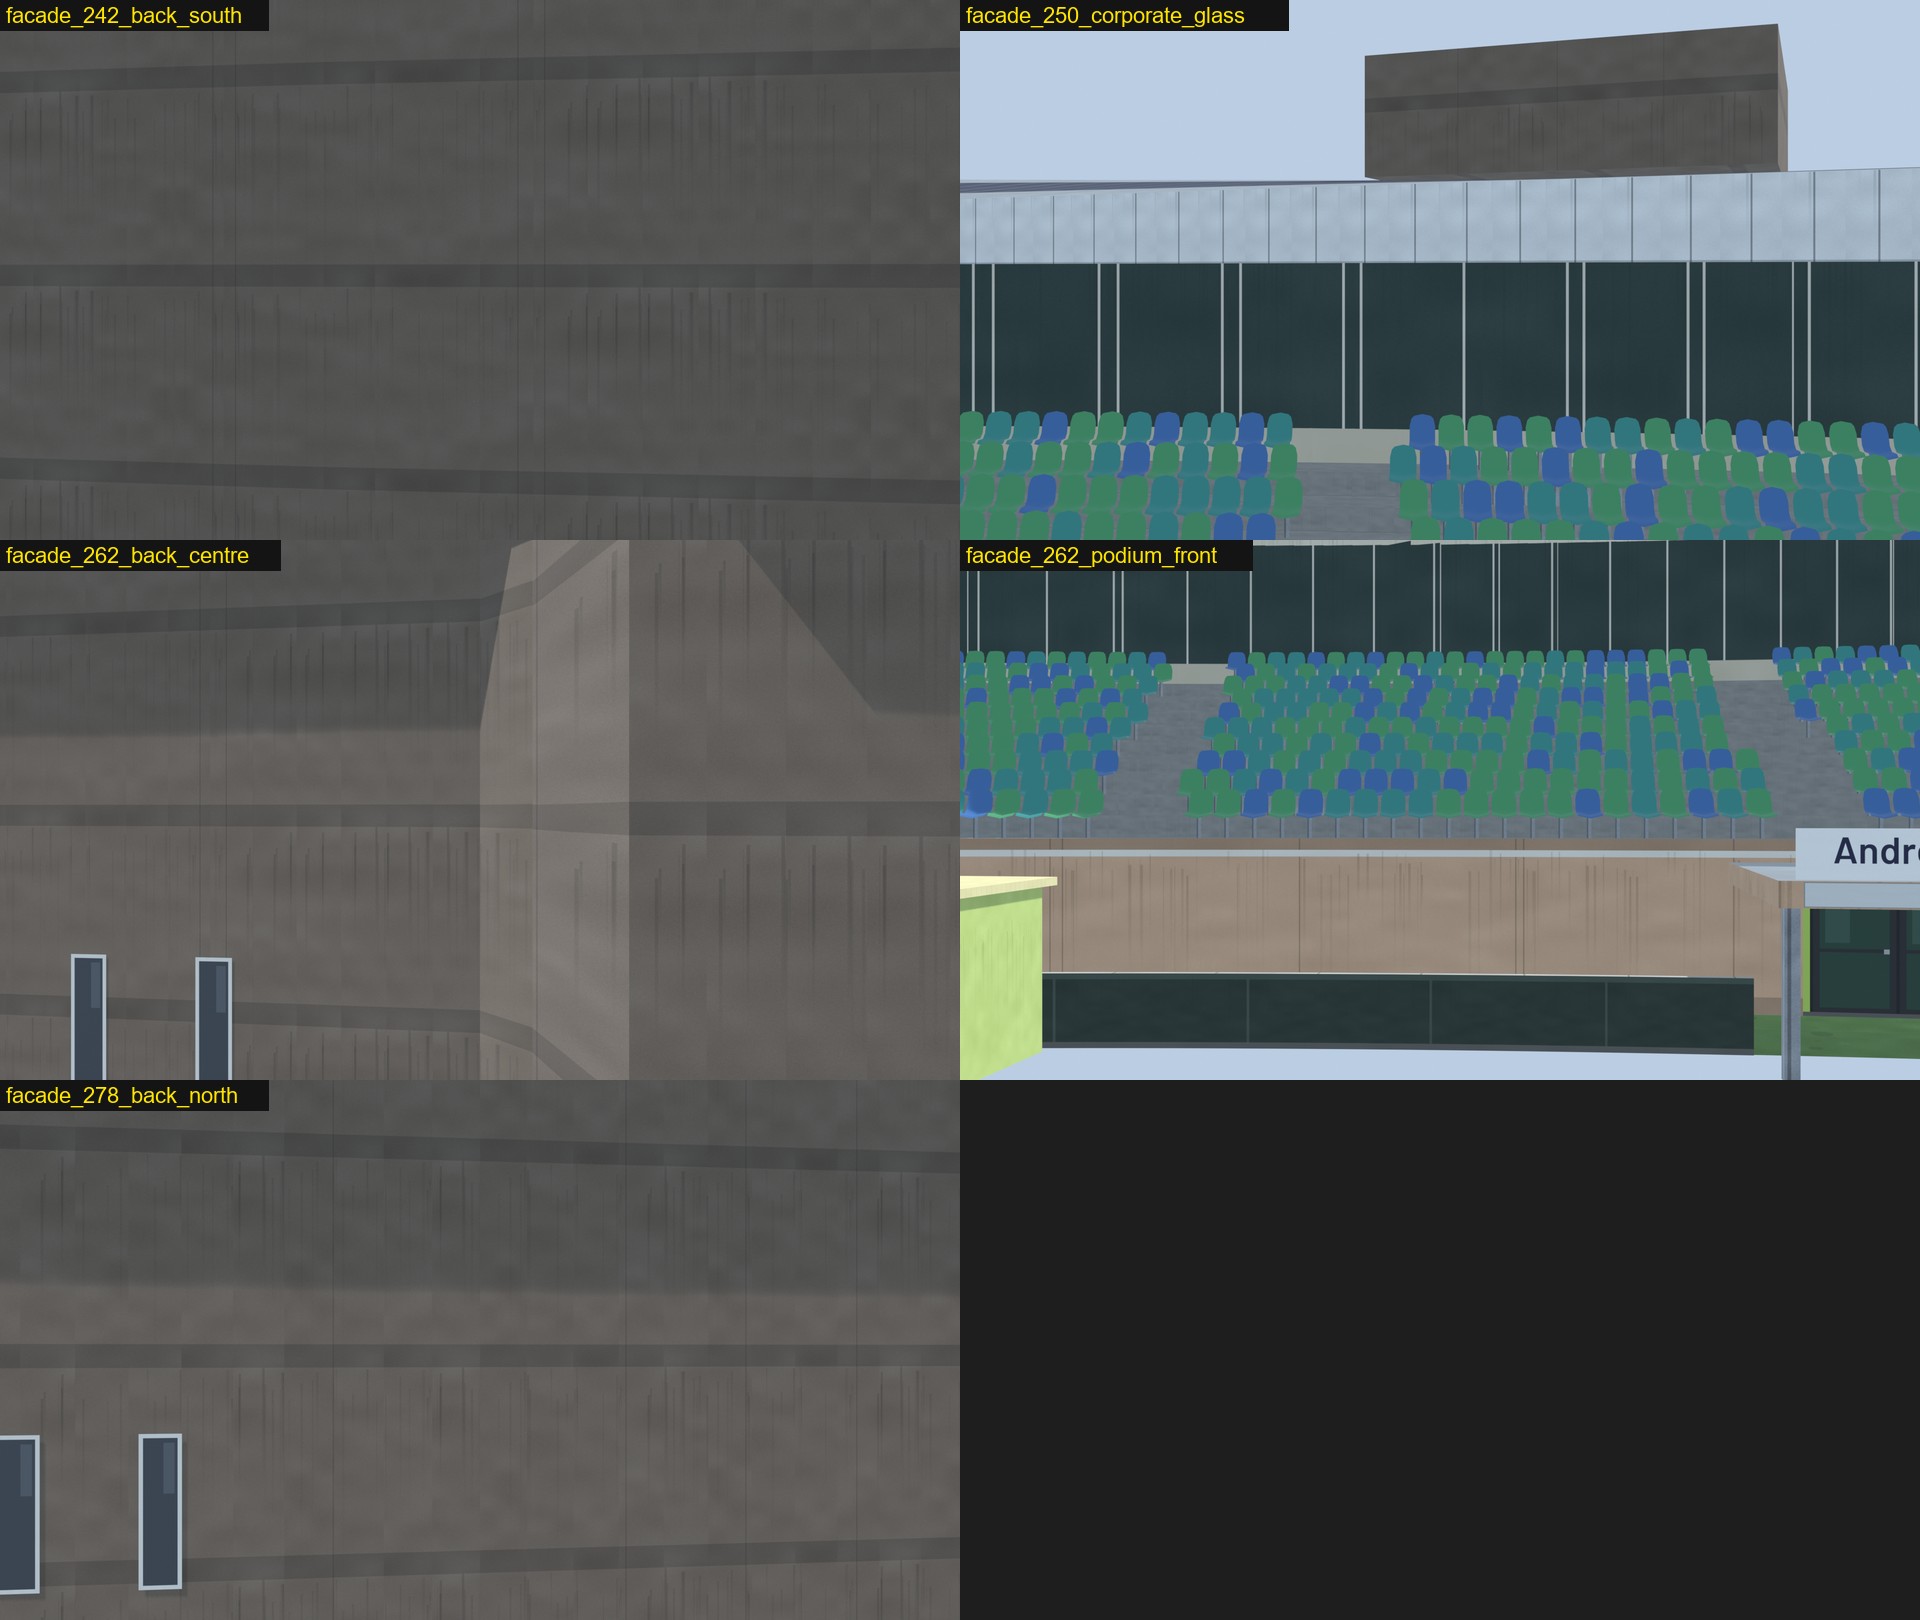 facade_242_back_south
facade_250_corporate_glass
facade_262_back_centre
facade_262_podium_front
Andr
facade_278_back_north